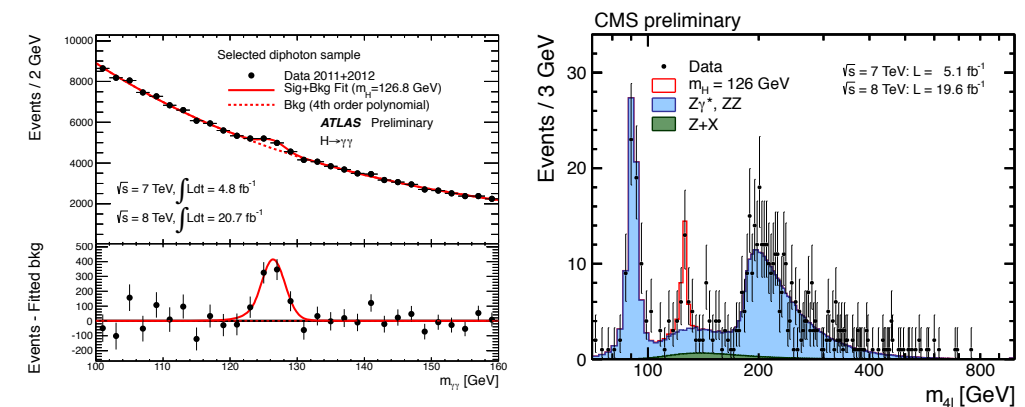 Events / 2 GeV
10000
8000
6000
4000
2000
Selected diphoton sample
Data 2011+2012
Sig+Bkg Fit (m_H=126.8 GeV)
Bkg (4th order polynomial)
ATLAS Preliminary
H→γγ
√s = 7 TeV, ∫Ldt = 4.8 fb⁻¹
√s = 8 TeV, ∫Ldt = 20.7 fb⁻¹
Events - Fitted bkg
500
400
300
200
100
0
-100
-200
100 110 120 130 140 150 160
m_γγ [GeV]
CMS preliminary
Events / 3 GeV
30
20
10
0
Data
m_H = 126 GeV
Zγ*, ZZ
Z+X
√s = 7 TeV: L = 5.1 fb⁻¹
√s = 8 TeV: L = 19.6 fb⁻¹
100 200 400 800
m_4l [GeV]